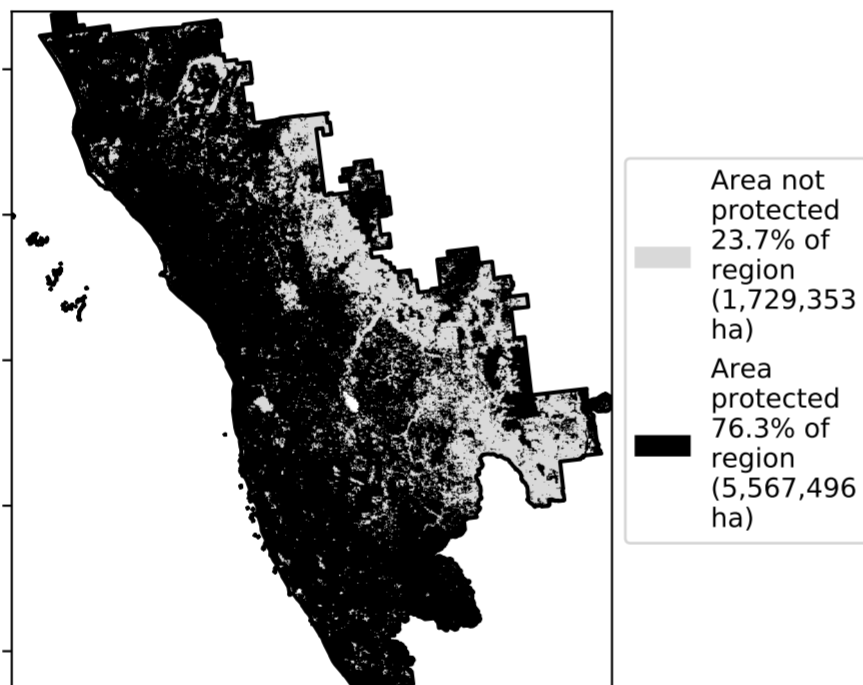 Area not
protected
23.7% of
region
(1,729,353
ha)
Area
protected
76.3% of
region
(5,567,496
ha)